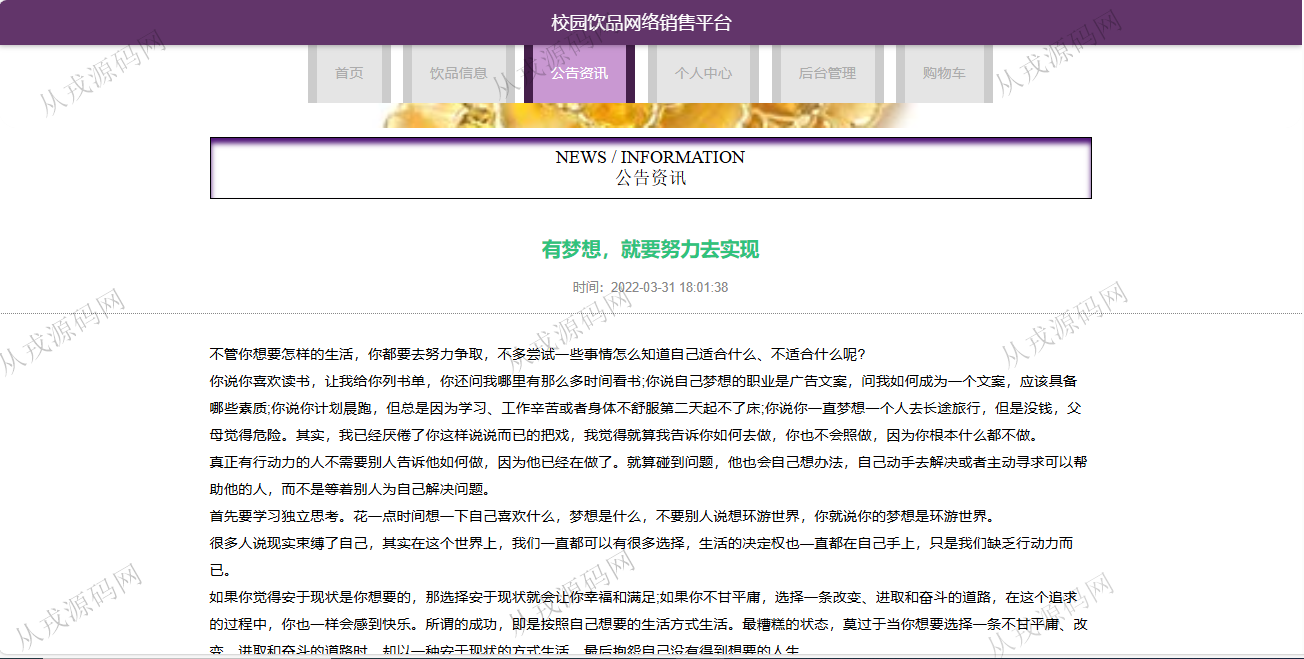 校园饮品网络销售平台
首页 饮品信息 公告资讯 个人中心 后台管理 购物车
NEWS / INFORMATION
公告资讯
有梦想，就要努力去实现
时间：2022-03-31 18:01:38
不管你想要怎样的生活，你都要去努力争取，不多尝试一些事情怎么知道自己适合什么、不适合什么呢?
你说你喜欢读书，让我给你列书单，你还问我哪里有那么多时间看书;你说自己梦想的职业是广告文案，问我如何成为一个文案，应该具备
哪些素质;你说你计划晨跑，但总是因为学习、工作辛苦或者身体不舒服第二天起不了床;你说你一直梦想一个人去长途旅行，但是没钱，父
母觉得危险。其实，我已经厌倦了你这样说说而已的把戏，我觉得就算我告诉你如何去做，你也不会照做，因为你根本什么都不做。
真正有行动力的人不需要别人告诉他如何做，因为他已经在做了。就算碰到问题，他也会自己想办法，自己动手去解决或者主动寻求可以帮
助他的人，而不是等着别人为自己解决问题。
首先要学习独立思考。花一点时间想一下自己喜欢什么，梦想是什么，不要别人说想环游世界，你就说你的梦想是环游世界。
很多人说现实束缚了自己，其实在这个世界上，我们一直都可以有很多选择，生活的决定权也—直都在自己手上，只是我们缺乏行动力而
已。
如果你觉得安于现状是你想要的，那选择安于现状就会让你幸福和满足;如果你不甘平庸，选择一条改变、进取和奋斗的道路，在这个追求
的过程中，你也一样会感到快乐。所谓的成功，即是按照自己想要的生活方式生活。最糟糕的状态，莫过于当你想要选择一条不甘平庸、改
变、进取和奋斗的道路时，却以一种安于现状的方式生活，最后抱怨自己没有得到想要的人生。
从戎源码网
从戎源码网
从戎源码网
从戎源码网
从戎源码网
从戎源码网
从戎源码网
从戎源码网
从戎源码网